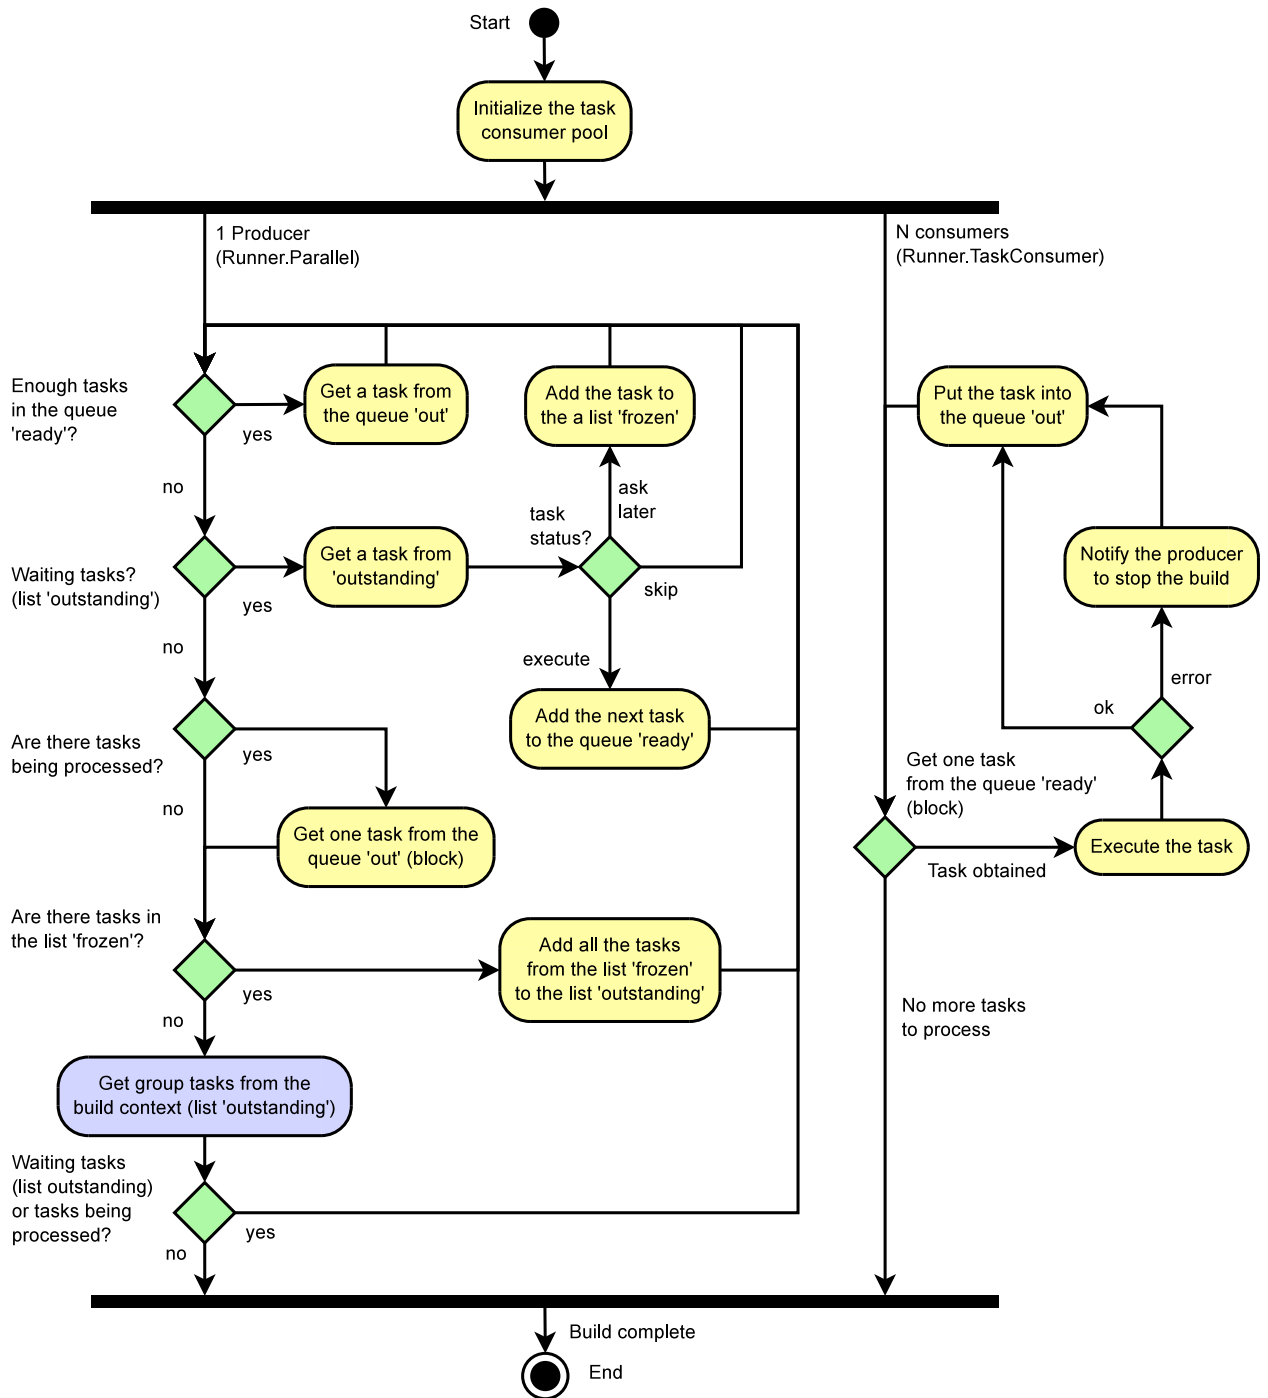 Start
Initialize the task
consumer pool
1 Producer
(Runner.Parallel)
N consumers
(Runner.TaskConsumer)
Enough tasks
in the queue
'ready'?
yes
no
Get a task from
the queue 'out'
Add the task to
the a list 'frozen'
Put the task into
the queue 'out'
ask
later
task
status?
skip
execute
Waiting tasks?
(list 'outstanding')
yes
no
Get a task from
'outstanding'
Notify the producer
to stop the build
error
ok
Add the next task
to the queue 'ready'
Are there tasks
being processed?
yes
no
Get one task from the
queue 'out' (block)
Get one task
from the queue 'ready'
(block)
Task obtained
Execute the task
Are there tasks in
the list 'frozen'?
yes
no
Add all the tasks
from the list 'frozen'
to the list 'outstanding'
No more tasks
to process
Get group tasks from the
build context (list 'outstanding')
Waiting tasks
(list outstanding)
or tasks being
processed?
yes
no
Build complete
End